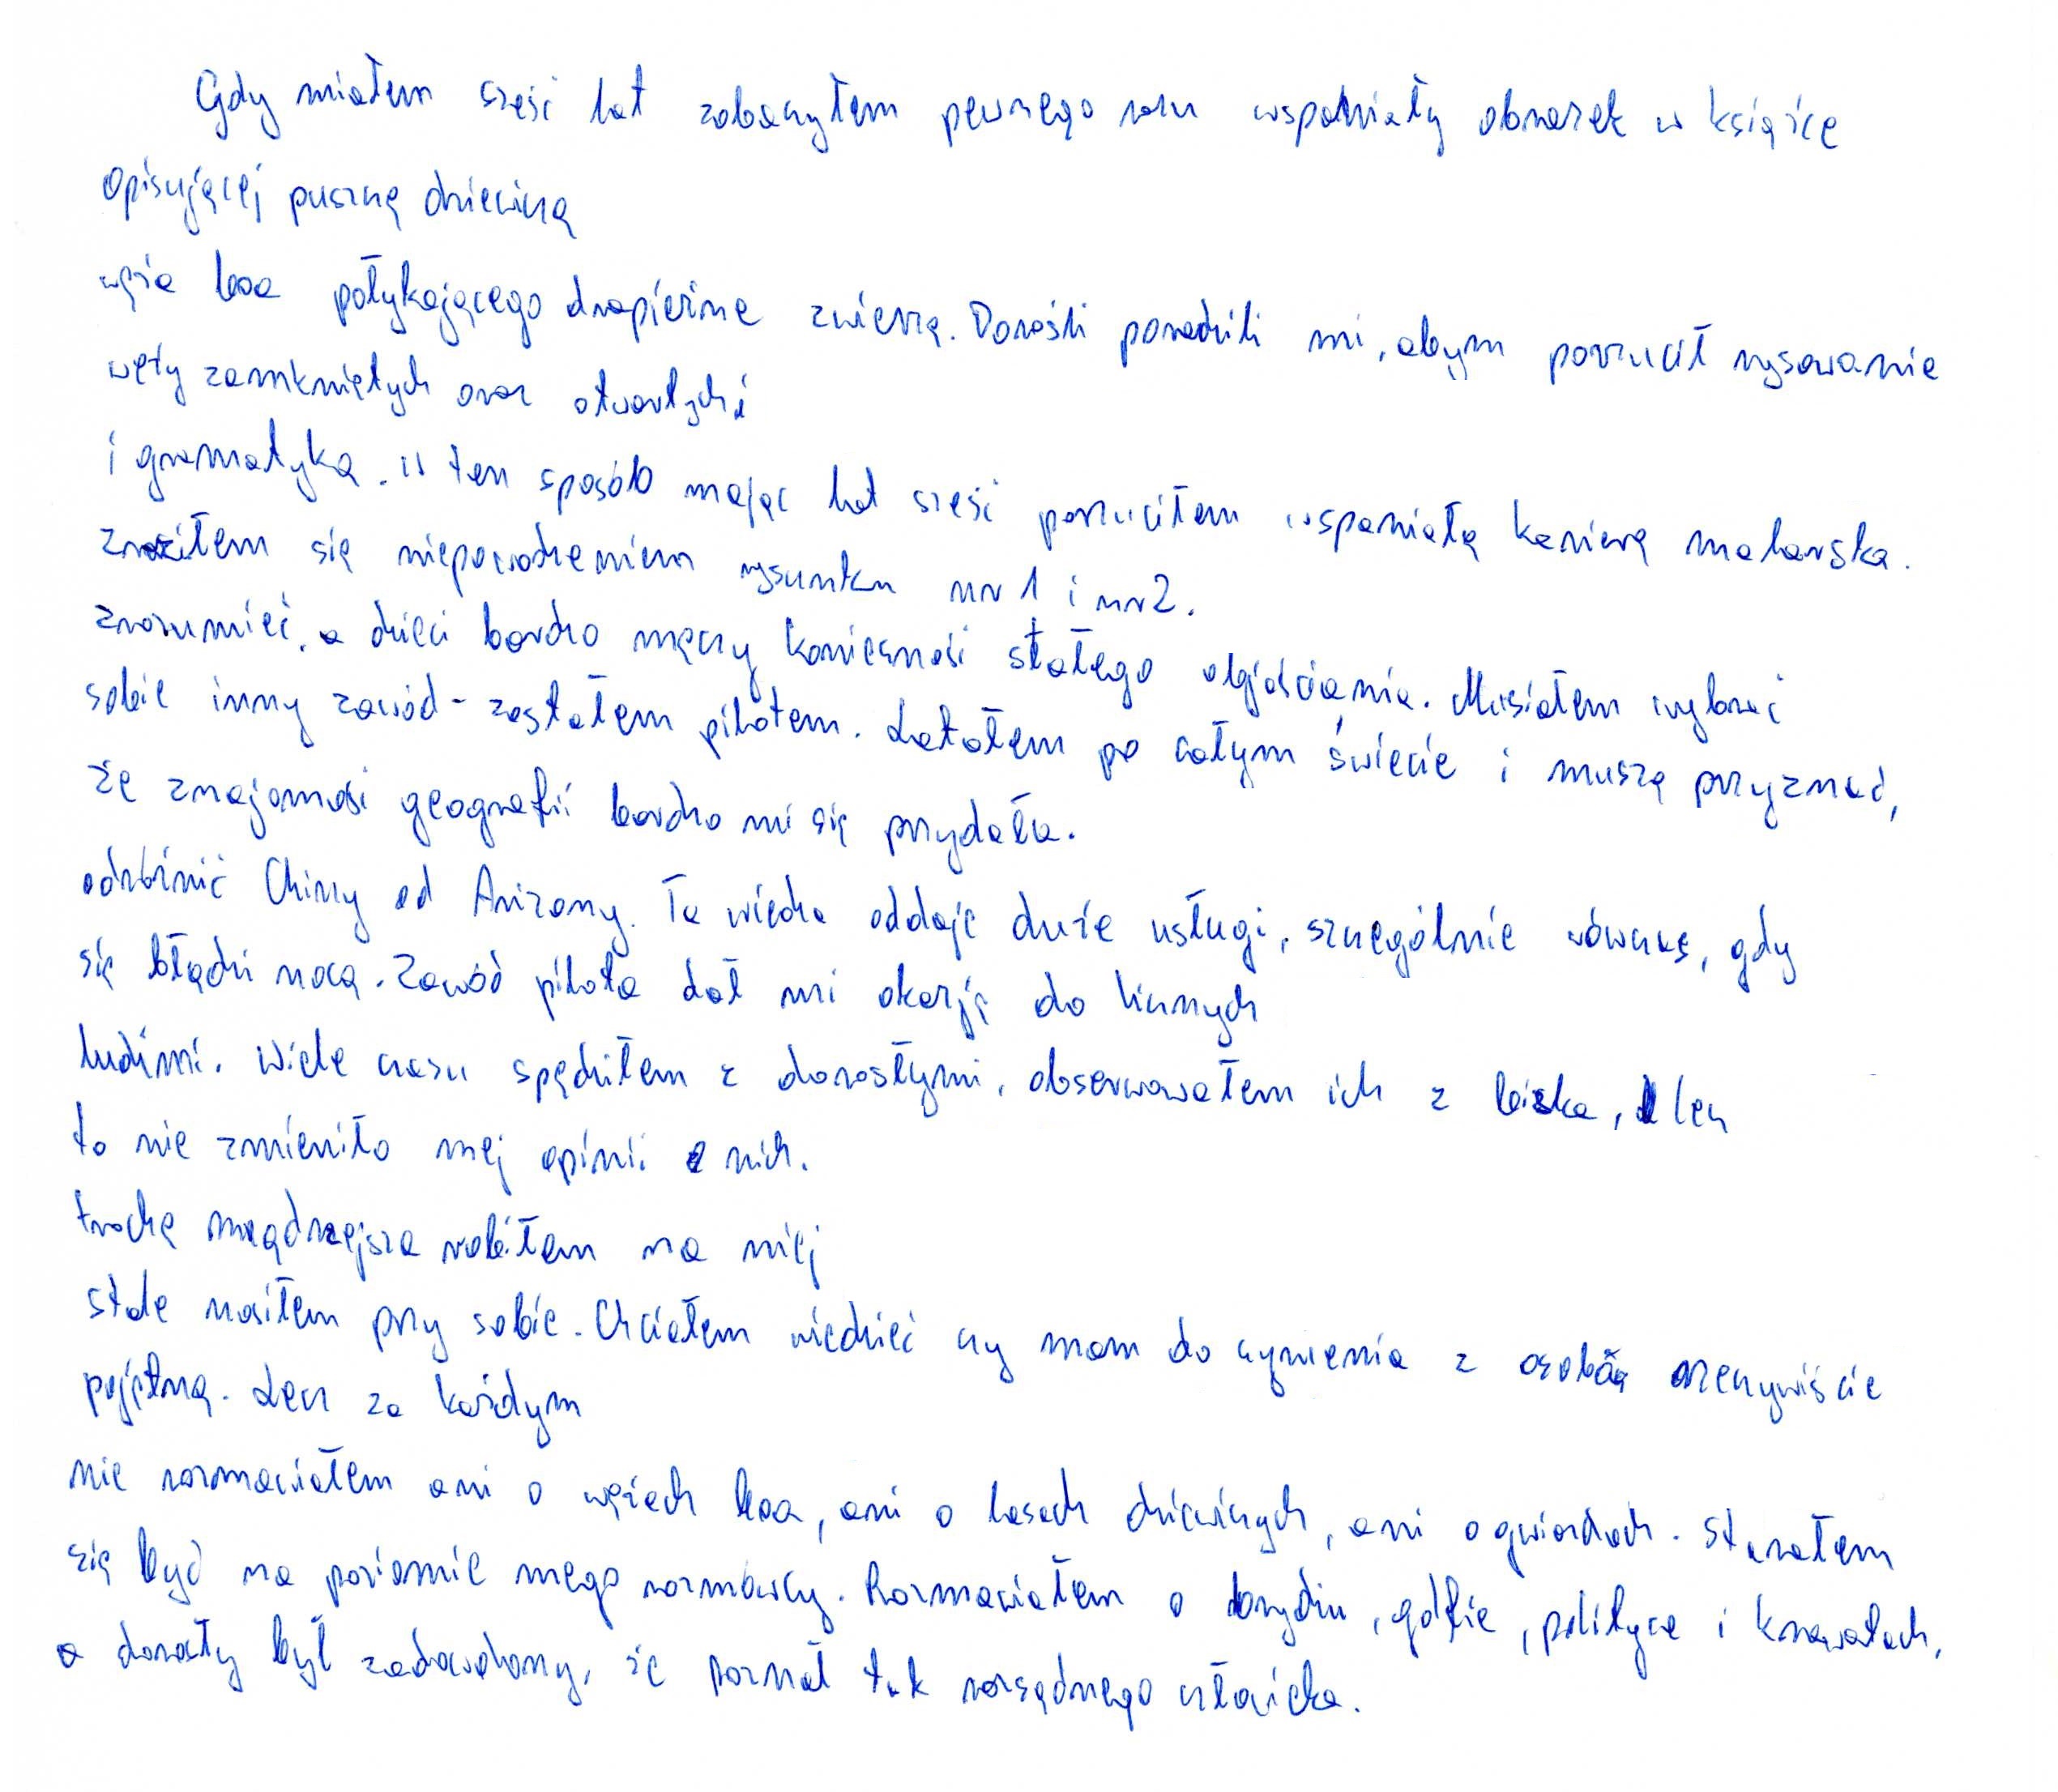 Gdy miałem sześć lat zobaczyłem pewnego razu wspaniały obrazek w książce
opisującej puszczę dziewiczą
węża boa połykającego drapieżne zwierzę. Dorośli poradzili mi, abym porzucił rysowanie
węży zamkniętych oraz otwartych i
i gramatyką. W ten sposób mając lat sześć porzuciłem wspaniałą karierę malarską.
zraziłem się niepowodzeniem rysunku nr 1 i nr 2.
zrozumieć, a dzieci bardzo męczy konieczność stałego objaśniania. Musiałem wybrać
sobie inny zawód - zostałem pilotem. Latałem po całym świecie i muszę przyznać,
że znajomość geografii bardzo mi się przydała.
odróżnić Chiny od Arizony. Ta wiedza oddaje duże usługi, szczególnie wówczas, gdy
się błądzi nocą. Zawód pilota dał mi okazję do licznych
ludźmi. Wiele czasu spędziłem z dorosłymi, obserwowałem ich z bliska, lecz
to nie zmieniło mej opinii o nich.
trochę mądrzejsza robiłem na niej
stale nosiłem przy sobie. Chciałem wiedzieć czy mam do czynienia z osobą rzeczywiście
pojętną. Lecz za każdym
nie rozmawiałem ani o wężach boa, ani o lasach dziewiczych, ani o gwiazdach. Starałem
się być na poziomie mego rozmówcy. Rozmawiałem o brydżu, golfie, polityce i krawatach,
a dorosły był zadowolony, że poznał tak rozsądnego człowieka.